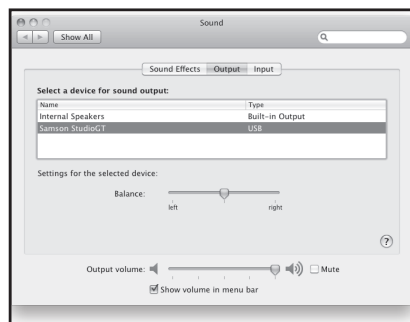 Sound
Show All
Sound Effects Output Input
Select a device for sound output:
Name Type
Internal Speakers Built-in Output
Samson StudioGT USB
Settings for the selected device:
Balance:
left right
?
Output volume: Mute
Show volume in menu bar